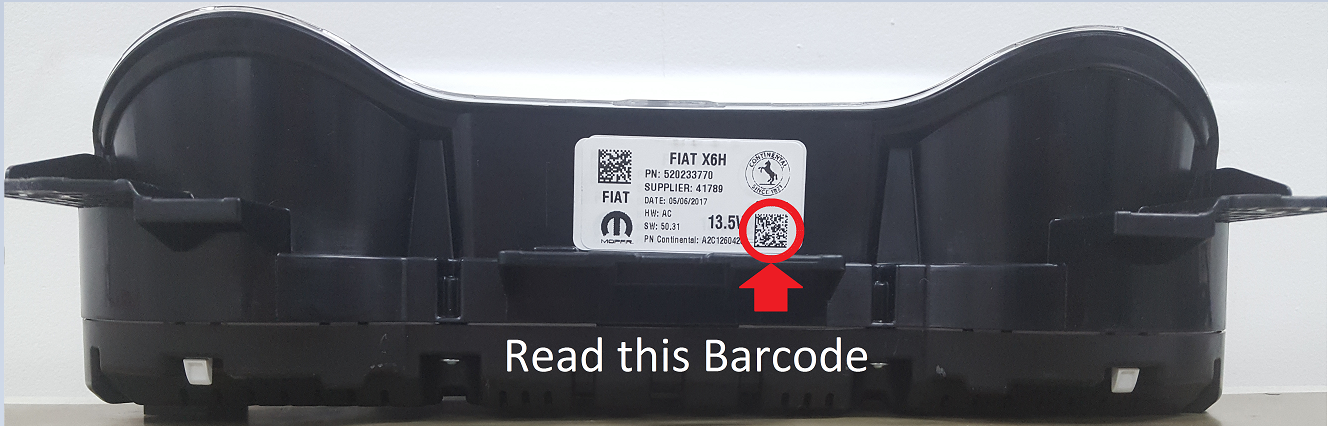 FIAT X6H
PN: 520233770
SUPPLIER: 41789
FIAT
DATE: 05/06/2017
HW: AC
SW: 50.31
13.5V
PN Continental: A2C126042
MOPAR
CONTINENTAL
SINCE 1871
Read this Barcode